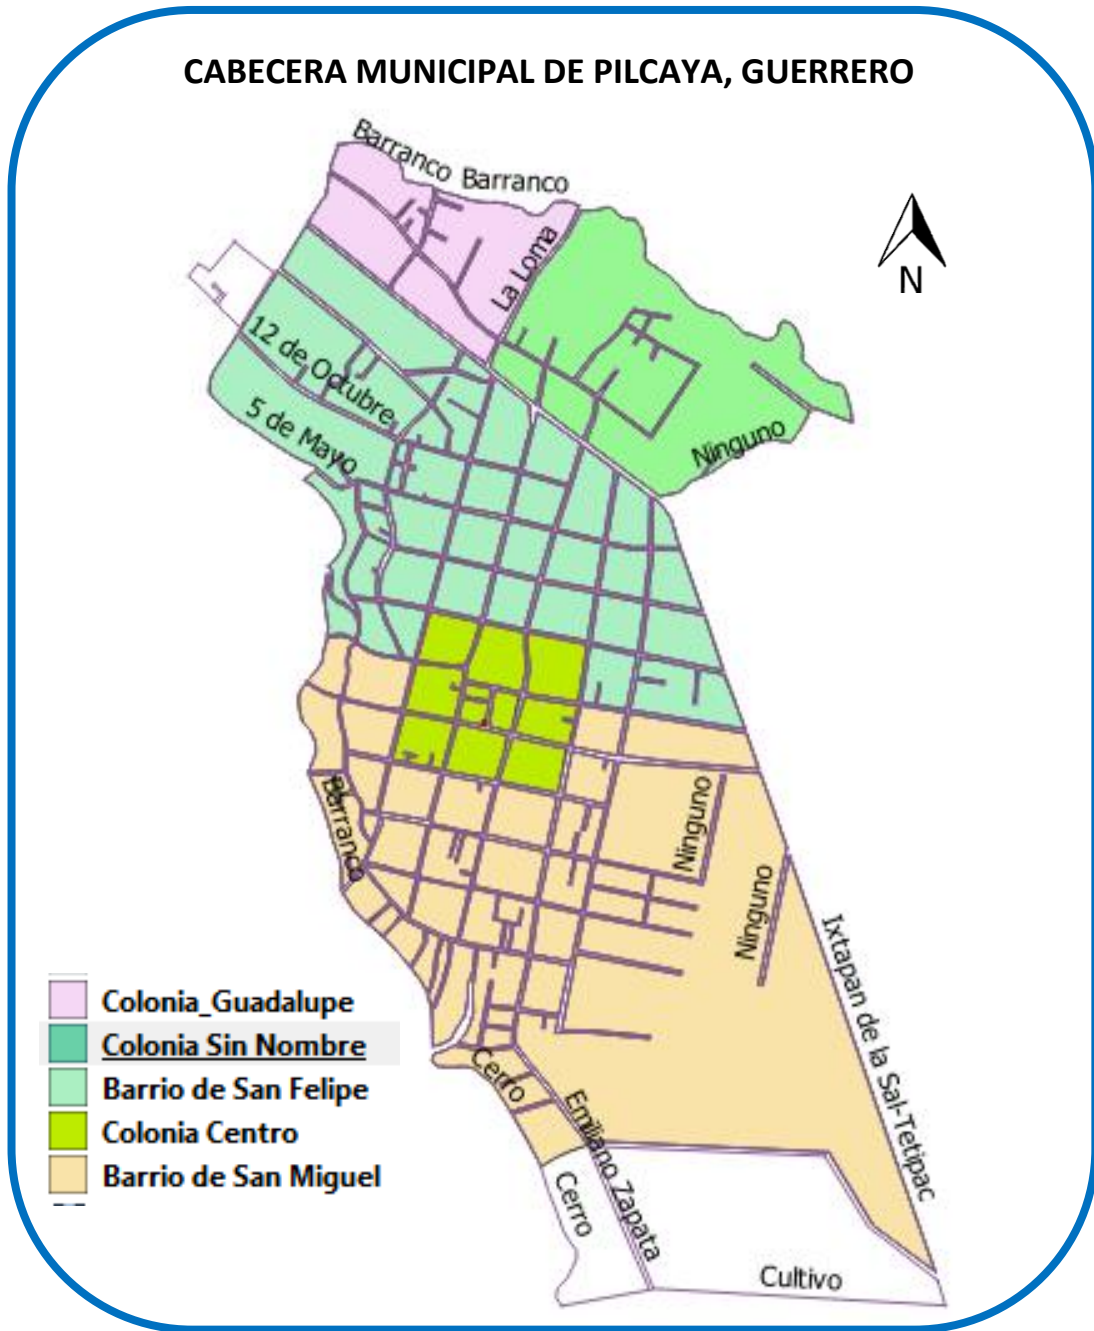 CABECERA MUNICIPAL DE PILCAYA, GUERRERO
Barranco
Barranco
La Loma
N
12 de Octubre
5 de Mayo
Ninguno
Barranco
Ninguno
Ninguno
Ixtapan de la Sal-Tetipac
Colonia_Guadalupe
Colonia Sin Nombre
Barrio de San Felipe
Colonia Centro
Barrio de San Miguel
Cerro
Emiliano Zapata
Cerro
Cultivo